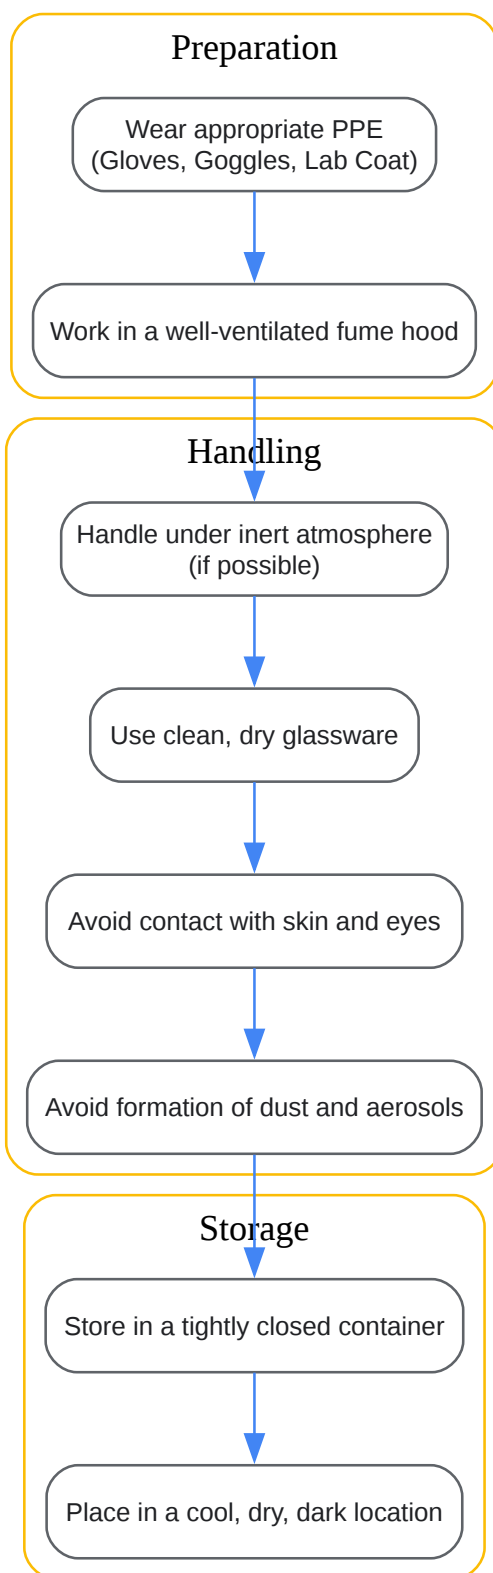 Preparation
Wear appropriate PPE
(Gloves, Goggles, Lab Coat)
Work in a well-ventilated fume hood
Handling
Handle under inert atmosphere
(if possible)
Use clean, dry glassware
Avoid contact with skin and eyes
Avoid formation of dust and aerosols
Storage
Store in a tightly closed container
Place in a cool, dry, dark location